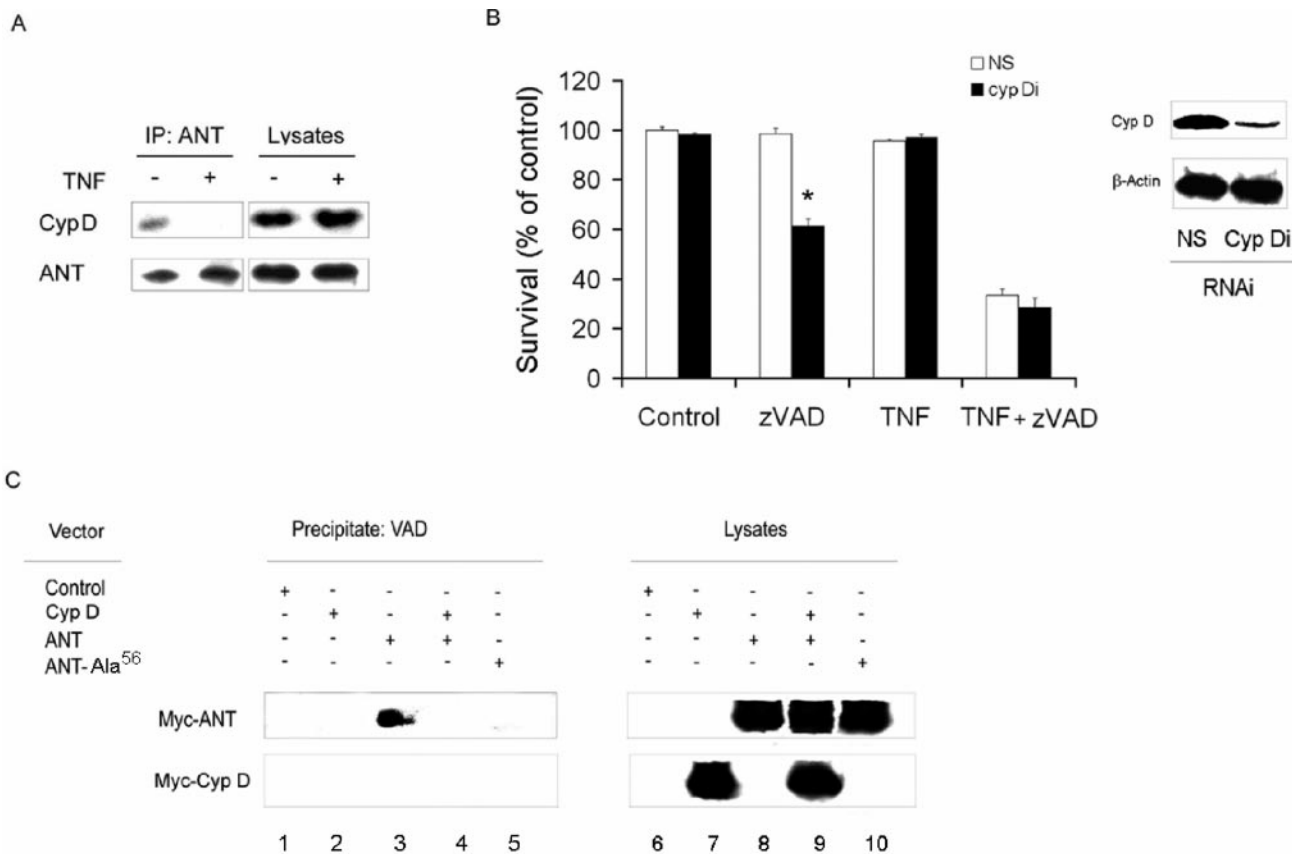 A
IP: ANT Lysates
TNF - + - +
Cyp D
ANT
B
NS
cyp Di
Survival (% of control)
120
100
80
60
40
20
0
*
Control zVAD TNF TNF + zVAD
Cyp D
β-Actin
NS Cyp Di
RNAi
C
Vector Precipitate: VAD Lysates
Control + - - - - + - - - -
Cyp D - + - + - - + - + -
ANT - - + + - - - + + -
ANT-Ala56 - - - - + - - - - +
Myc-ANT
Myc-Cyp D
1 2 3 4 5 6 7 8 9 10